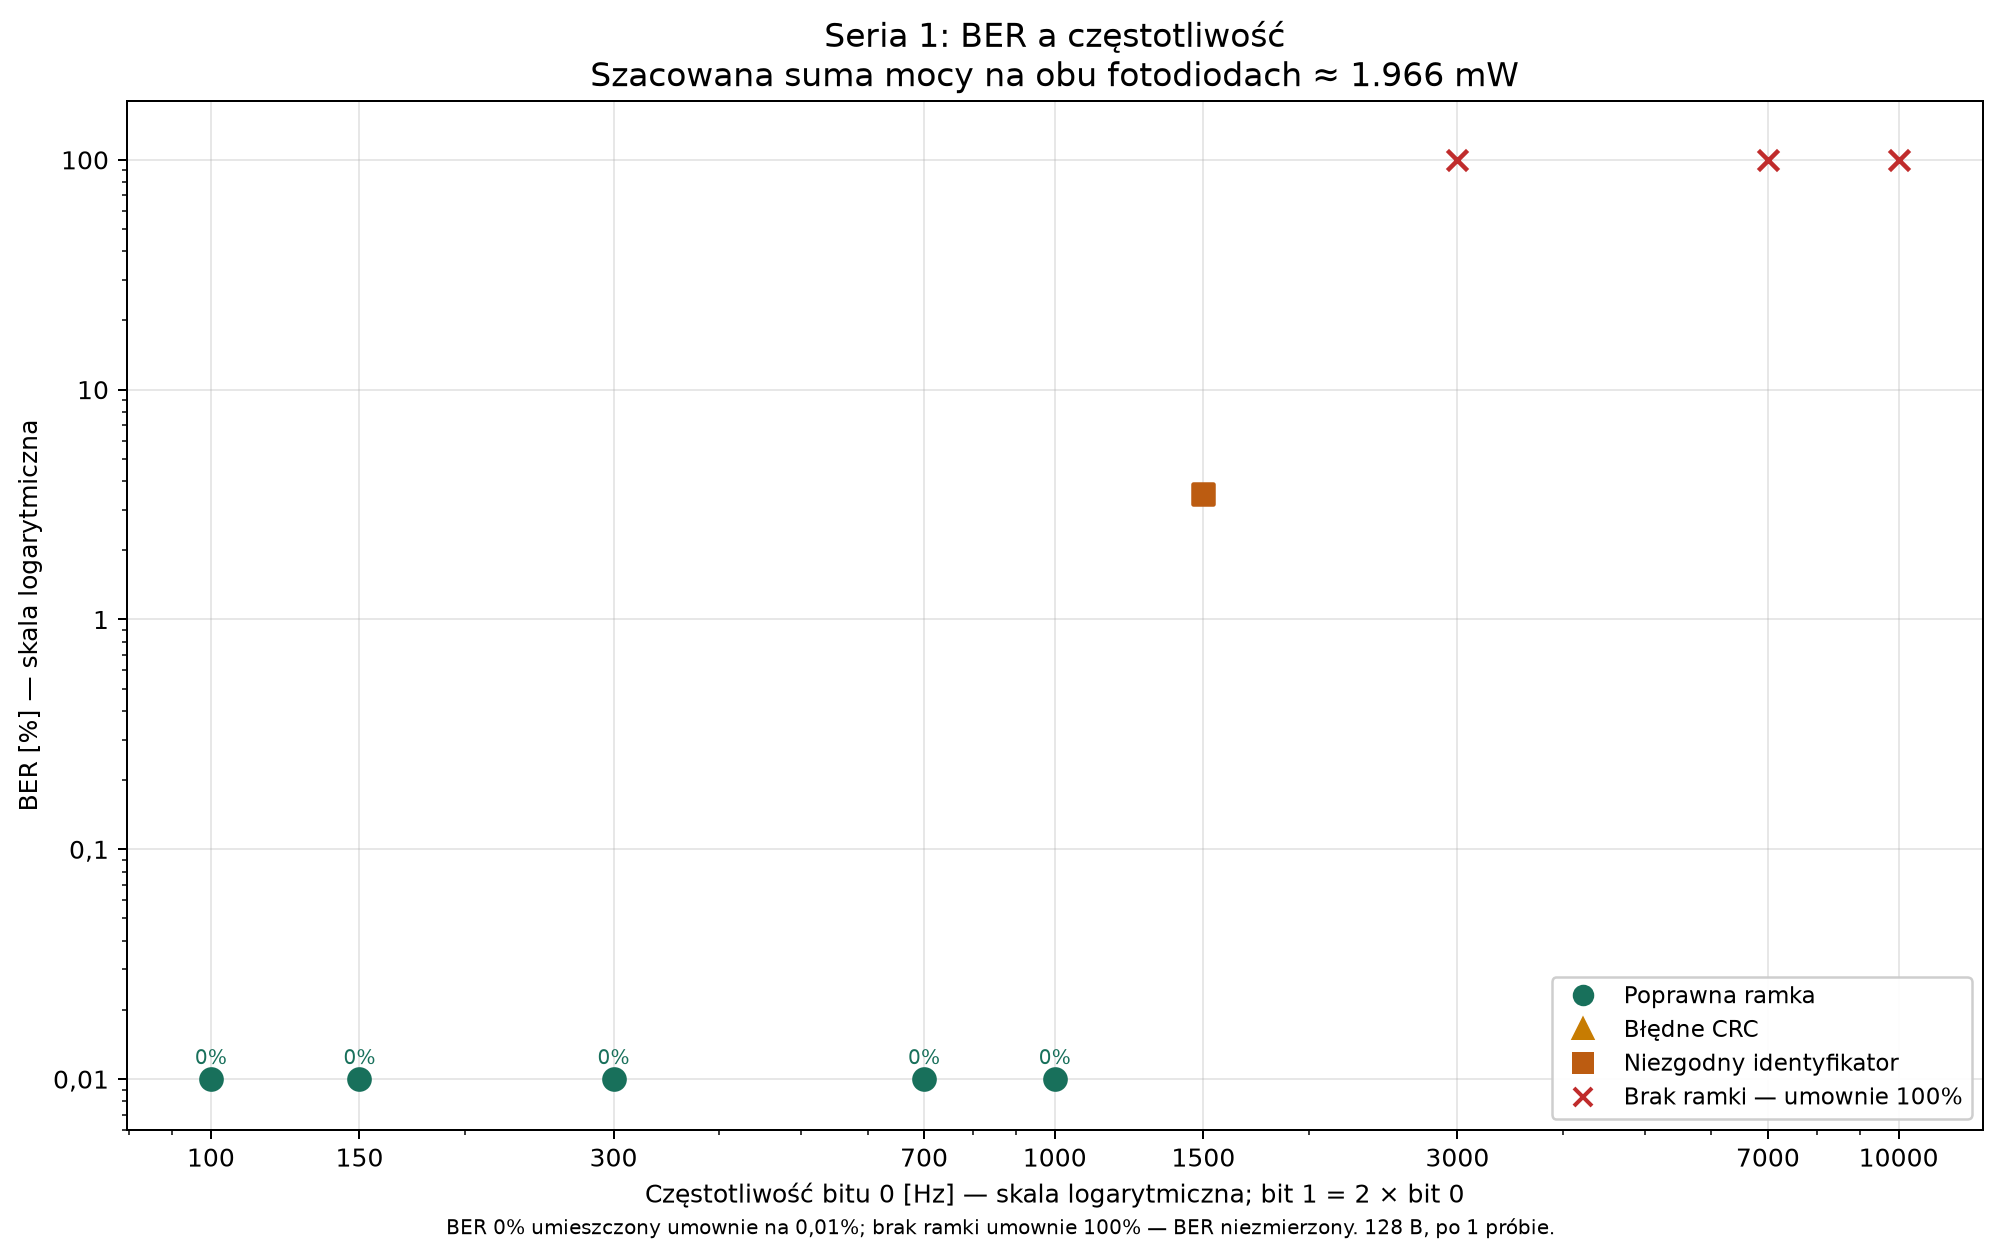 Seria 1: BER a częstotliwość
Szacowana suma mocy na obu fotodiodach ≈ 1.966 mW
BER [%] — skala logarytmiczna
100
10
1
0,1
0,01
0%
0%
0%
0%
0%
Poprawna ramka
Błędne CRC
Niezgodny identyfikator
Brak ramki — umownie 100%
100
150
300
700
1000
1500
3000
7000
10000
Częstotliwość bitu 0 [Hz] — skala logarytmiczna; bit 1 = 2 × bit 0
BER 0% umieszczony umownie na 0,01%; brak ramki umownie 100% — BER niezmierzony. 128 B, po 1 próbie.